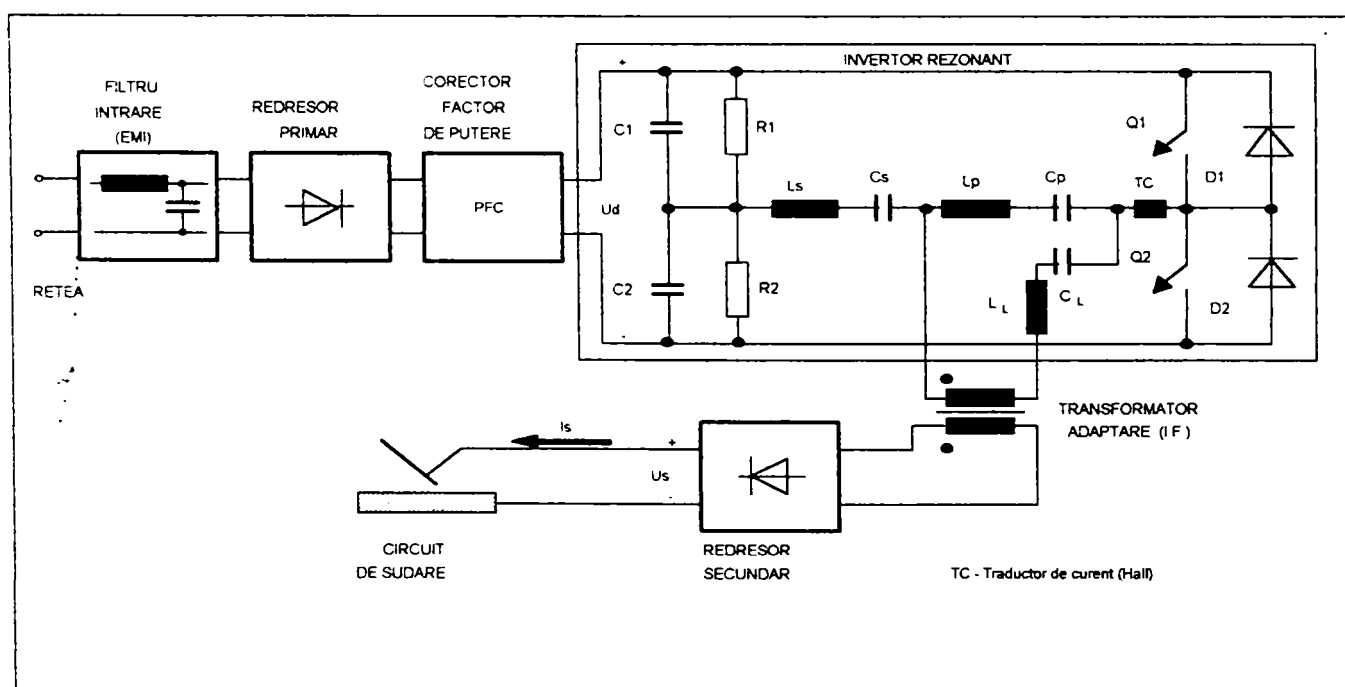 INVERTOR REZONANT
FILTRU
INTRARE
(EMI)
REDRESOR
PRIMAR
CORECTOR
FACTOR
DE PUTERE
+
C1
R1
Q1
Ls
Cs
Lp
Cp
TC
D1
PFC
Ud
Q2
RETEA
C2
R2
L L
C L
D2
-
TRANSFORMATOR
ADAPTARE (I F)
Is
+
Us
-
CIRCUIT
DE SUDARE
REDRESOR
SECUNDAR
TC - Traductor de curent (Hall)